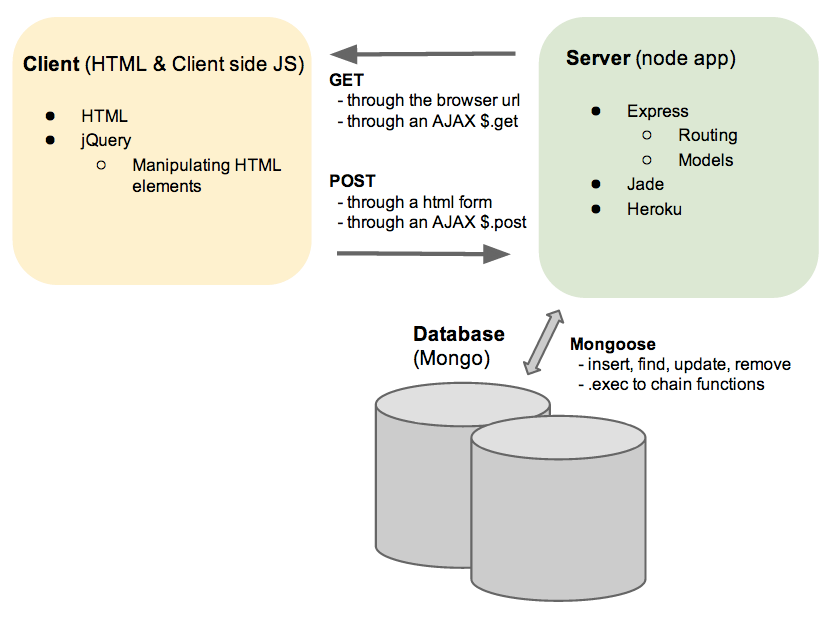 Client (HTML & Client side JS)
● HTML
● jQuery
○ Manipulating HTML
elements
GET
- through the browser url
- through an AJAX $.get
POST
- through a html form
- through an AJAX $.post
Server (node app)
● Express
○ Routing
○ Models
● Jade
● Heroku
Database
(Mongo)
Mongoose
- insert, find, update, remove
- .exec to chain functions